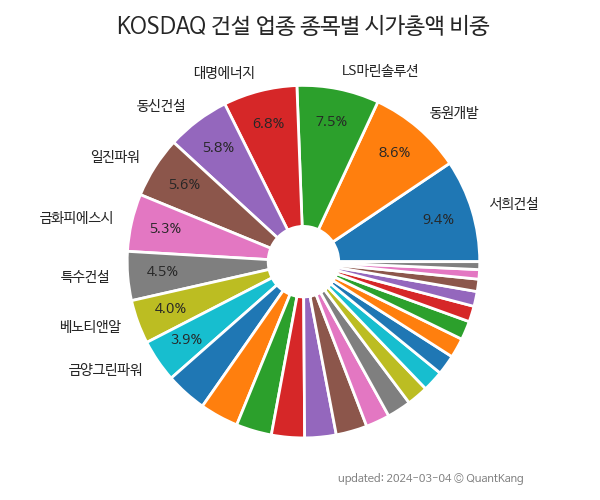 KOSDAQ 건설 업종 종목별 시가총액 비중
서희건설
9.4%
동원개발
8.6%
LS마린솔루션
7.5%
대명에너지
6.8%
동신건설
5.8%
일진파워
5.6%
금화피에스시
5.3%
특수건설
4.5%
베노티앤알
4.0%
금양그린파워
3.9%
updated: 2024-03-04 © QuantKang